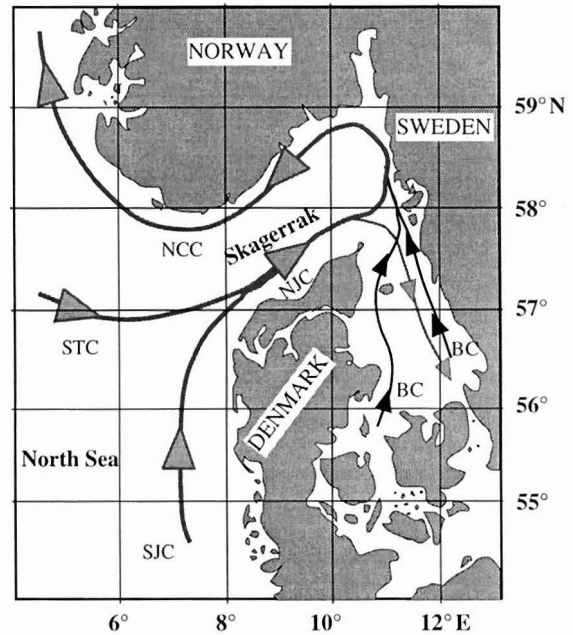 NORWAY
59° N
SWEDEN
58°
NCC
Skagerrak
NJC
57°
STC
BC
DENMARK
BC
56°
North Sea
55°
SJC
6°
8°
10°
12° E